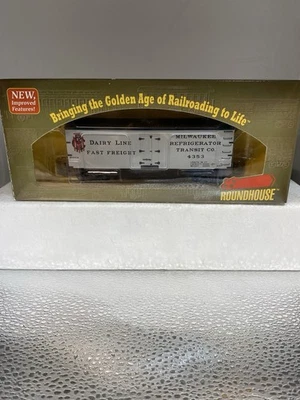 NEW,
Improved
Features!
Bringing the Golden Age of Railroading to Life
DAIRY LINE
FAST FREIGHT
MILWAUKEE
REFRIGERATOR
TRANSIT CO
4353
ROUNDHOUSE